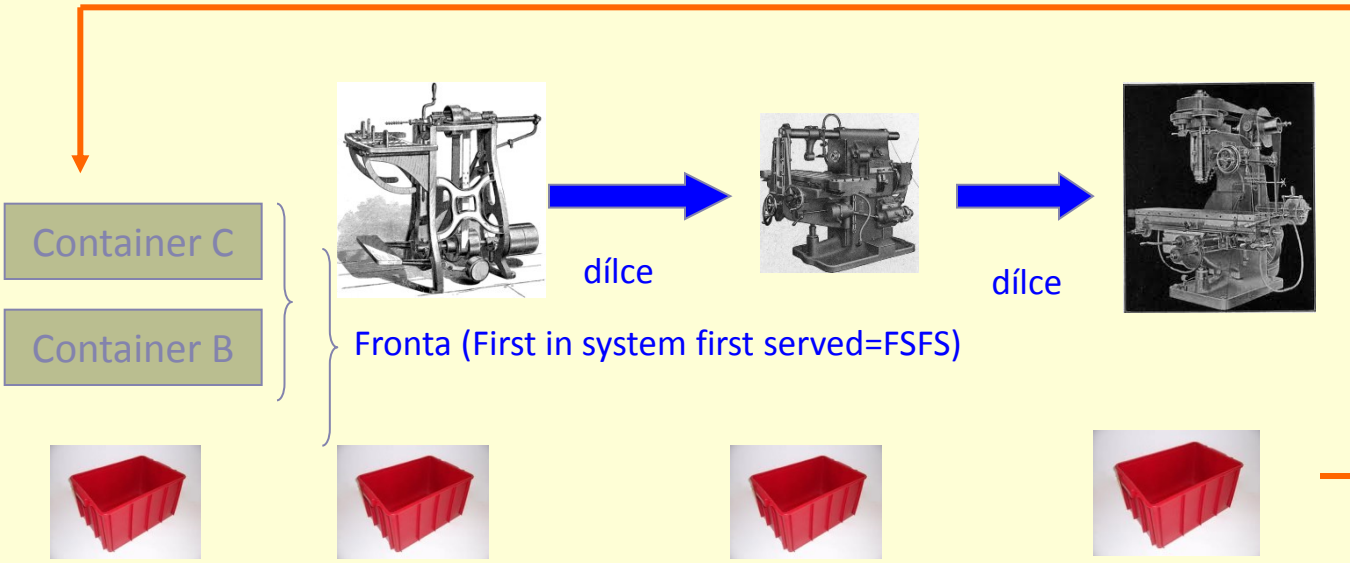 Container C
Container B
dílce
dílce
Fronta (First in system first served=FSFS)